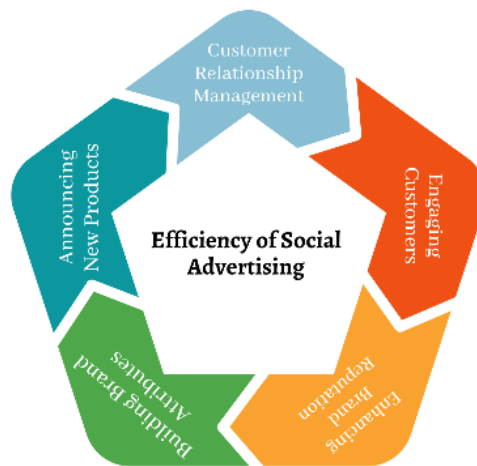 Customer
Relationship
Management
Engaging
Customers
Enhancing
Brand
Reputation
Building Brand
Attributes
Announcing
New Products
Efficiency of Social
Advertising